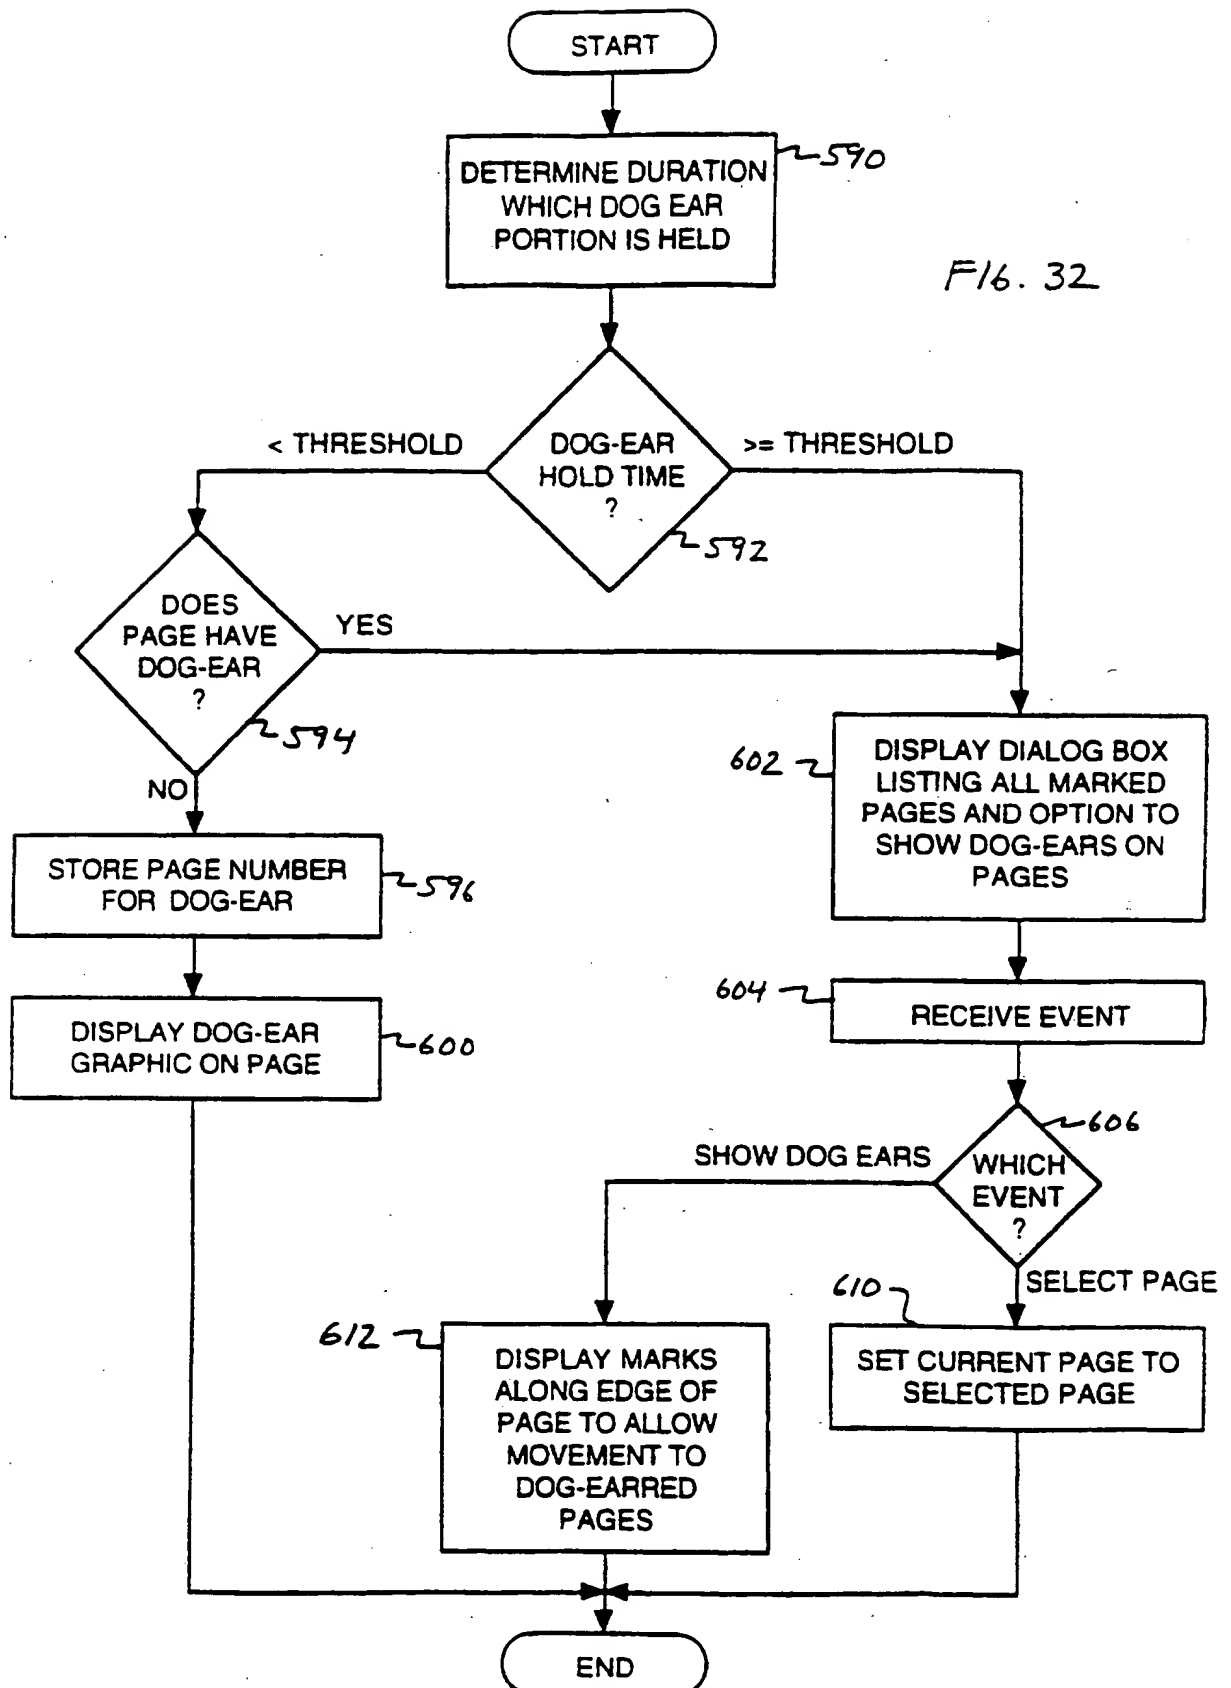 START
DETERMINE DURATION
WHICH DOG EAR
PORTION IS HELD
590
FIG. 32
< THRESHOLD
DOG-EAR
HOLD TIME
?
>= THRESHOLD
592
DOES
PAGE HAVE
DOG-EAR
?
YES
594
NO
STORE PAGE NUMBER
FOR DOG-EAR
596
DISPLAY DOG-EAR
GRAPHIC ON PAGE
600
602
DISPLAY DIALOG BOX
LISTING ALL MARKED
PAGES AND OPTION TO
SHOW DOG-EARS ON
PAGES
604
RECEIVE EVENT
606
SHOW DOG EARS
WHICH
EVENT
?
SELECT PAGE
610
SET CURRENT PAGE TO
SELECTED PAGE
612
DISPLAY MARKS
ALONG EDGE OF
PAGE TO ALLOW
MOVEMENT TO
DOG-EARRED
PAGES
END